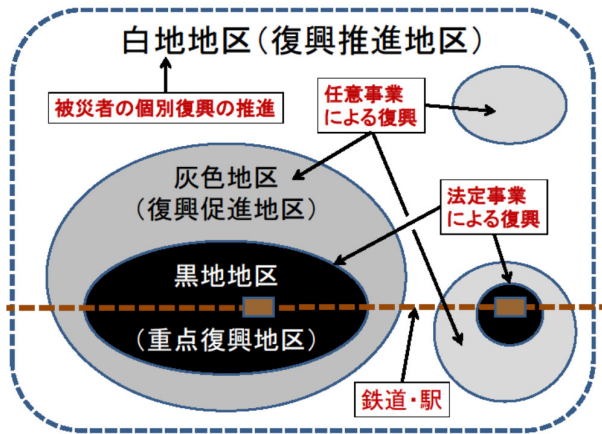 白地地区(復興推進地区)
被災者の個別復興の推進
任意事業
による復興
灰色地区
(復興促進地区)
法定事業
による復興
黒地地区
(重点復興地区)
鉄道・駅